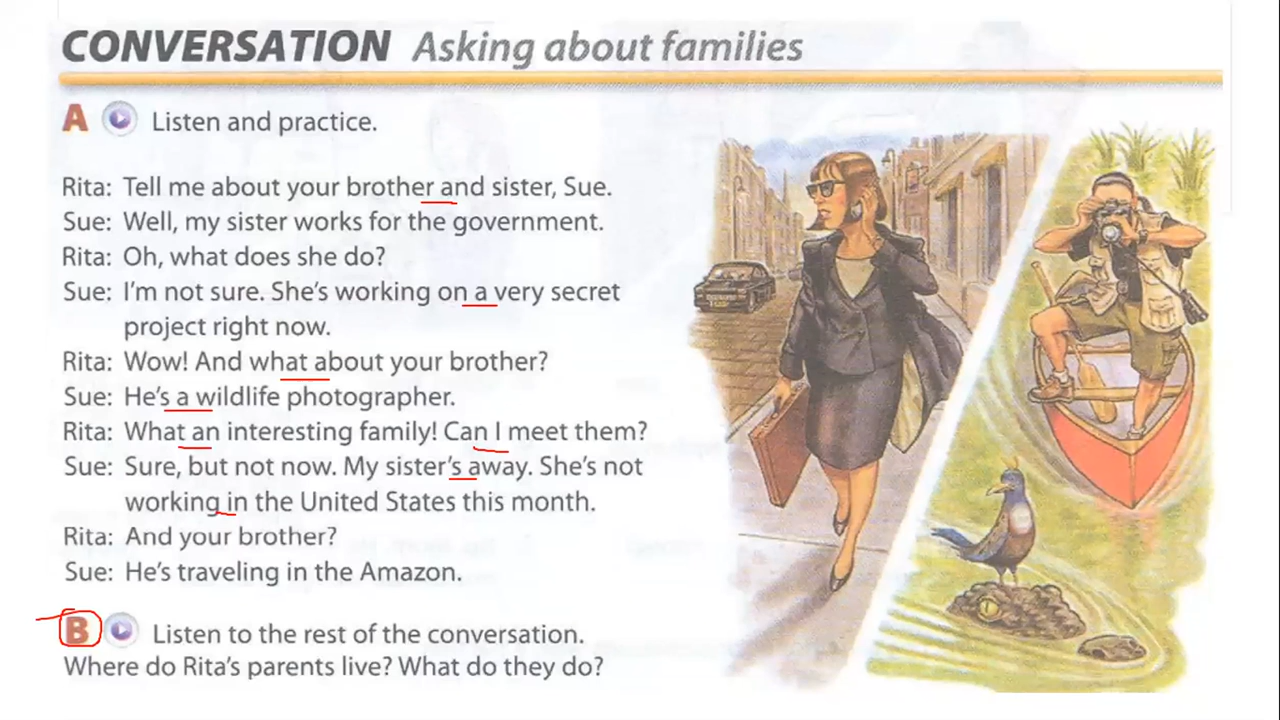 CONVERSATION Asking about families
A Listen and practice.
Rita: Tell me about your brother and sister, Sue.
Sue: Well, my sister works for the government.
Rita: Oh, what does she do?
Sue: I'm not sure. She's working on a very secret
project right now.
Rita: Wow! And what about your brother?
Sue: He's a wildlife photographer.
Rita: What an interesting family! Can I meet them?
Sue: Sure, but not now. My sister's away. She's not
working in the United States this month.
Rita: And your brother?
Sue: He's traveling in the Amazon.
B Listen to the rest of the conversation.
Where do Rita's parents live? What do they do?